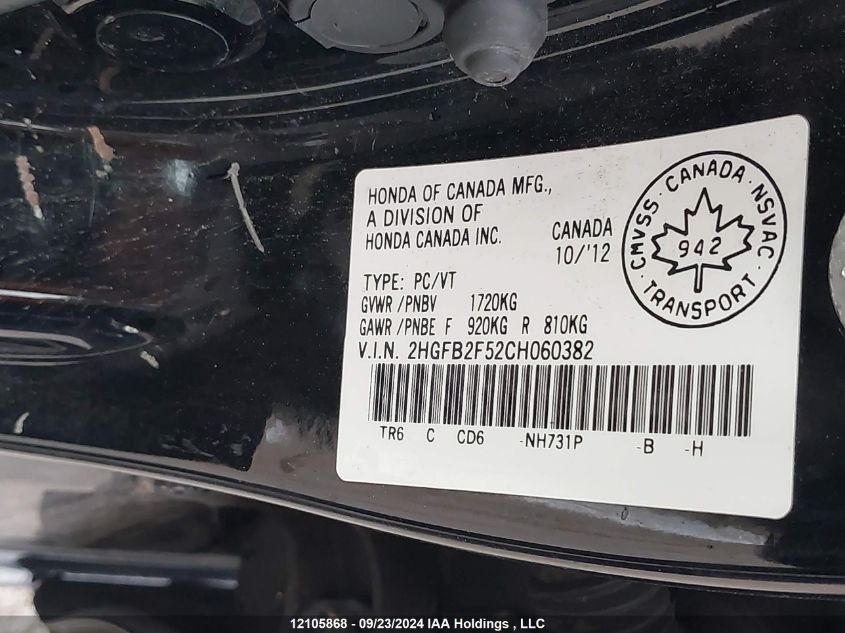 HONDA OF CANADA MFG.,
A DIVISION OF
HONDA CANADA INC.
CANADA
10/'12
CMVSS · CANADA · NSVAC
942
· TRANSPORT ·
TYPE: PC/VT
GVWR /PNBV 1720KG
GAWR /PNBE F 920KG R 810KG
V.I.N. 2HGFB2F52CH060382
TR6 C CD6 -NH731P -B -H
12105868 - 09/23/2024 IAA Holdings , LLC